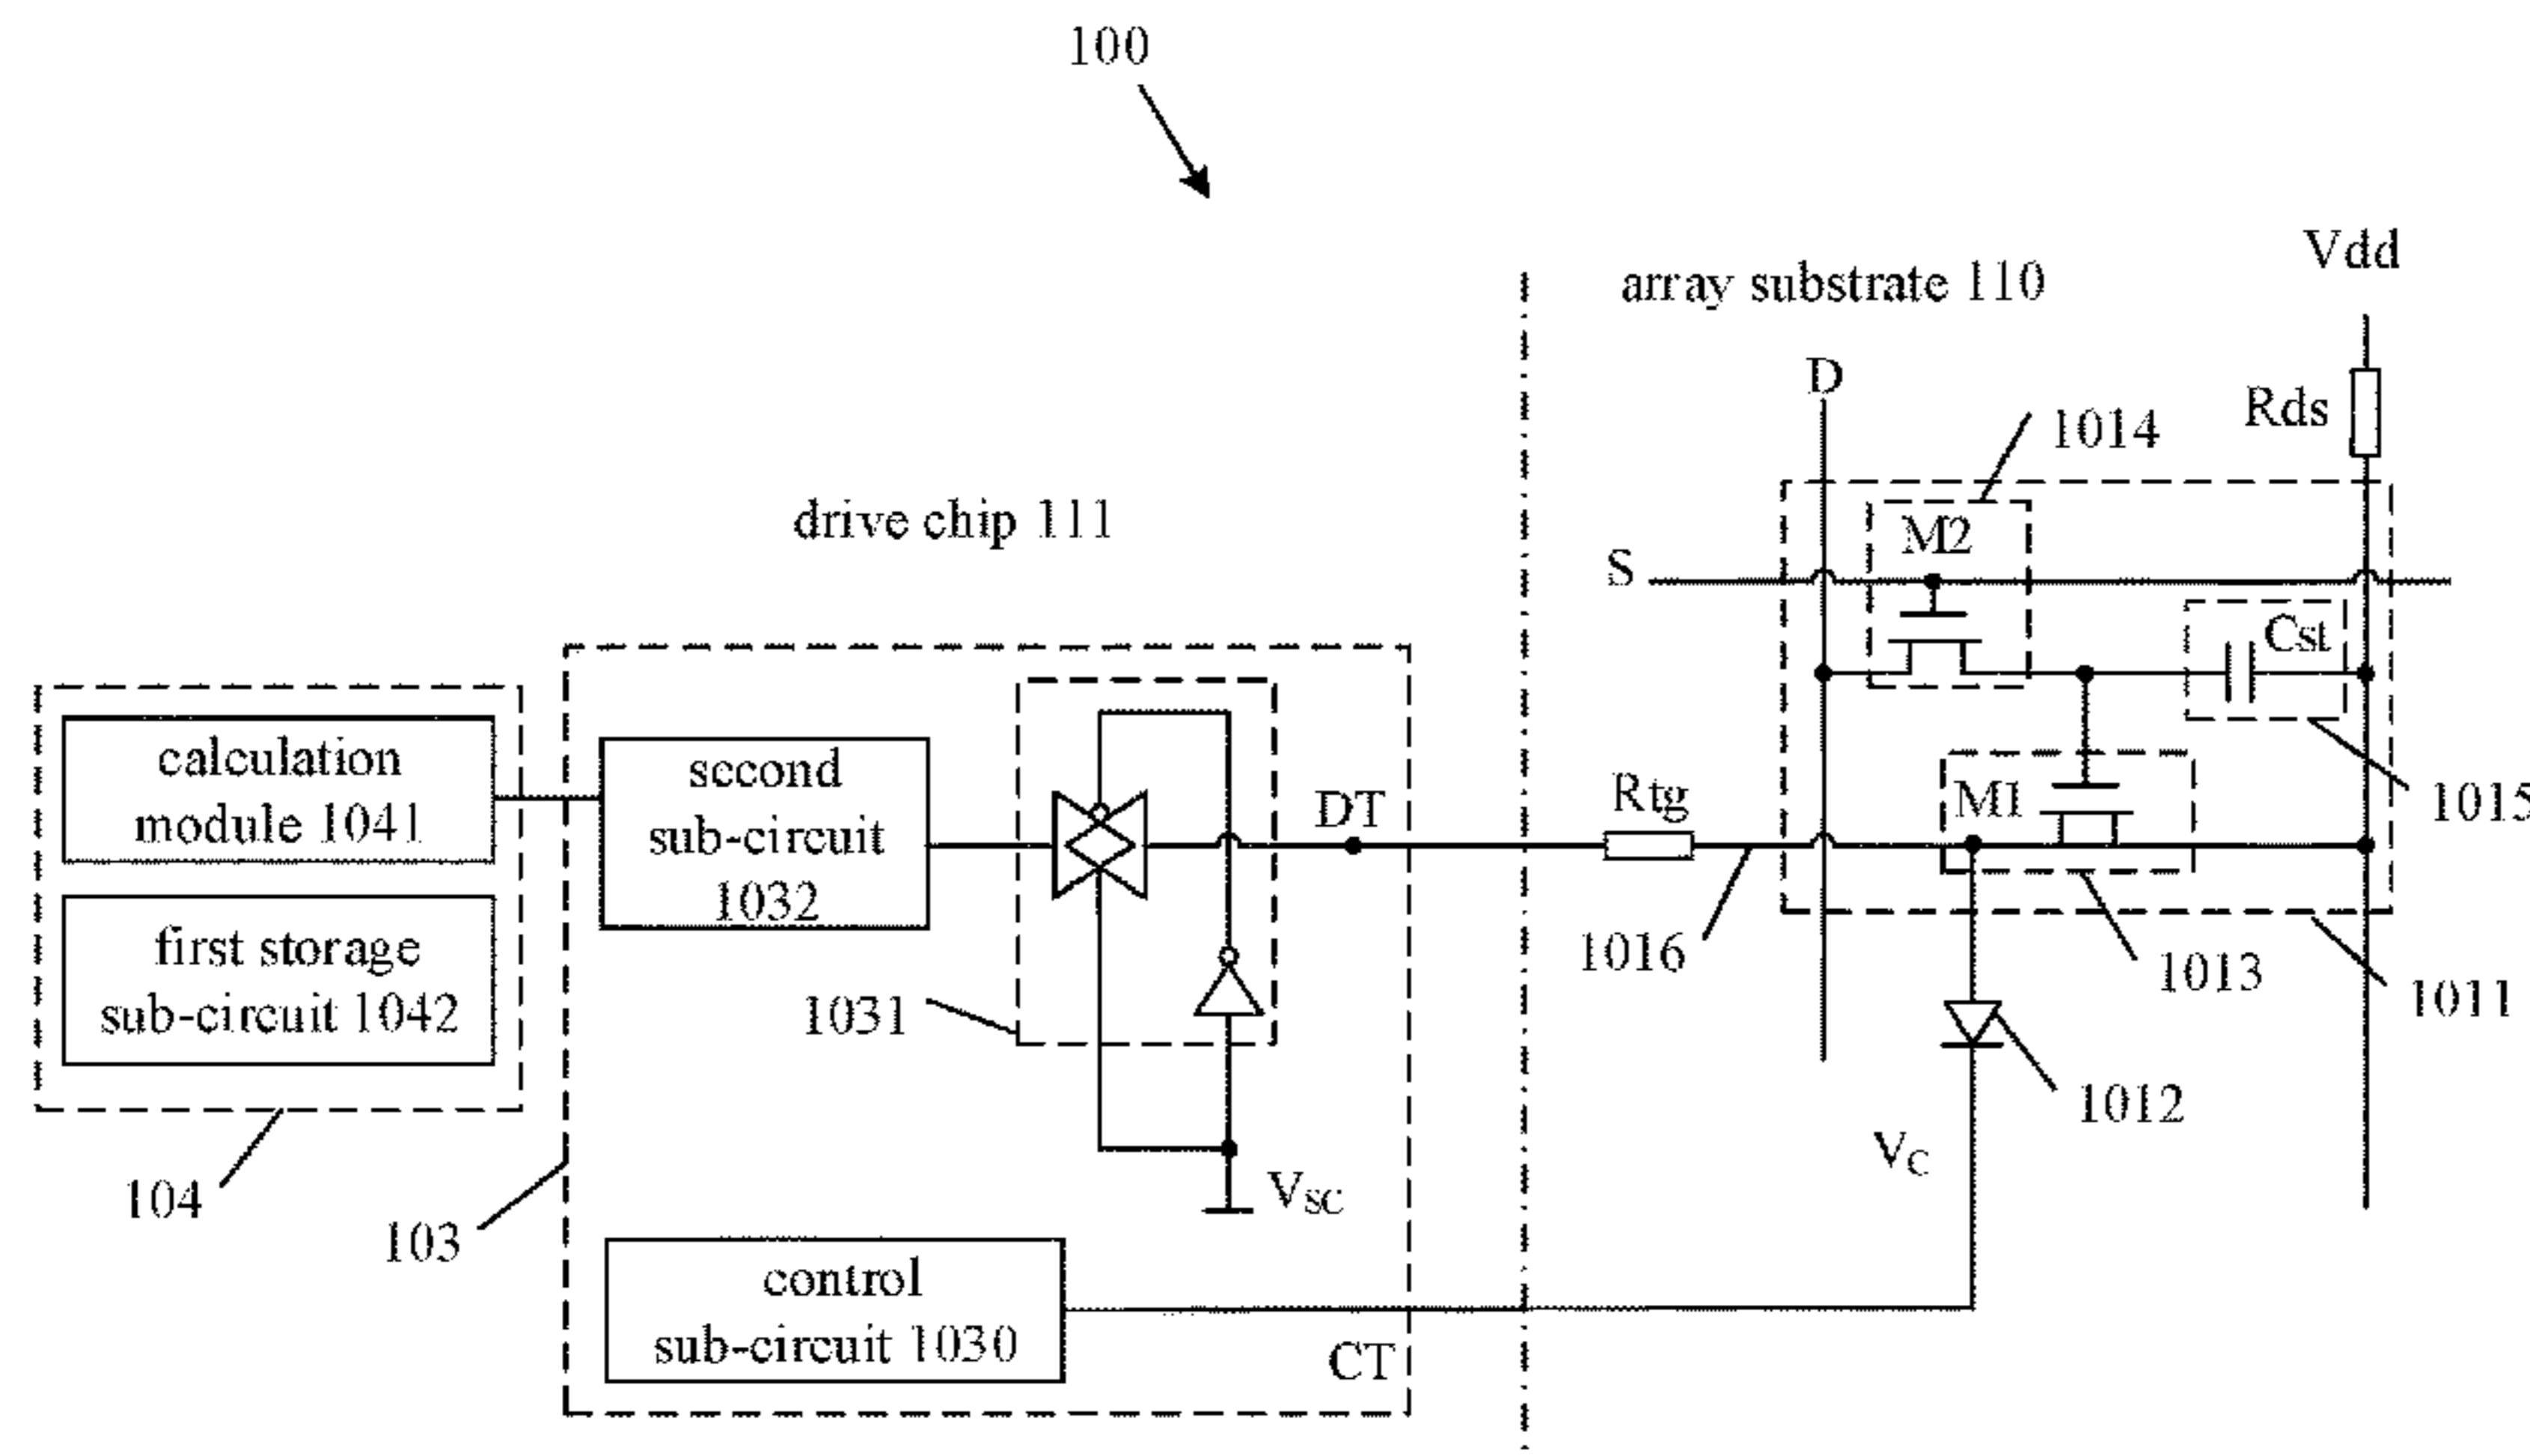 100
Vdd
array substrate 110
D
Rds
1014
drive chip 111
M2
S
Cst
calculation
module 1041
second
sub-circuit
1032
DT
Rtg
M1
1015
first storage
sub-circuit 1042
1031
1016
1013
1011
1012
VC
104
103
VSC
control
sub-circuit 1030
CT